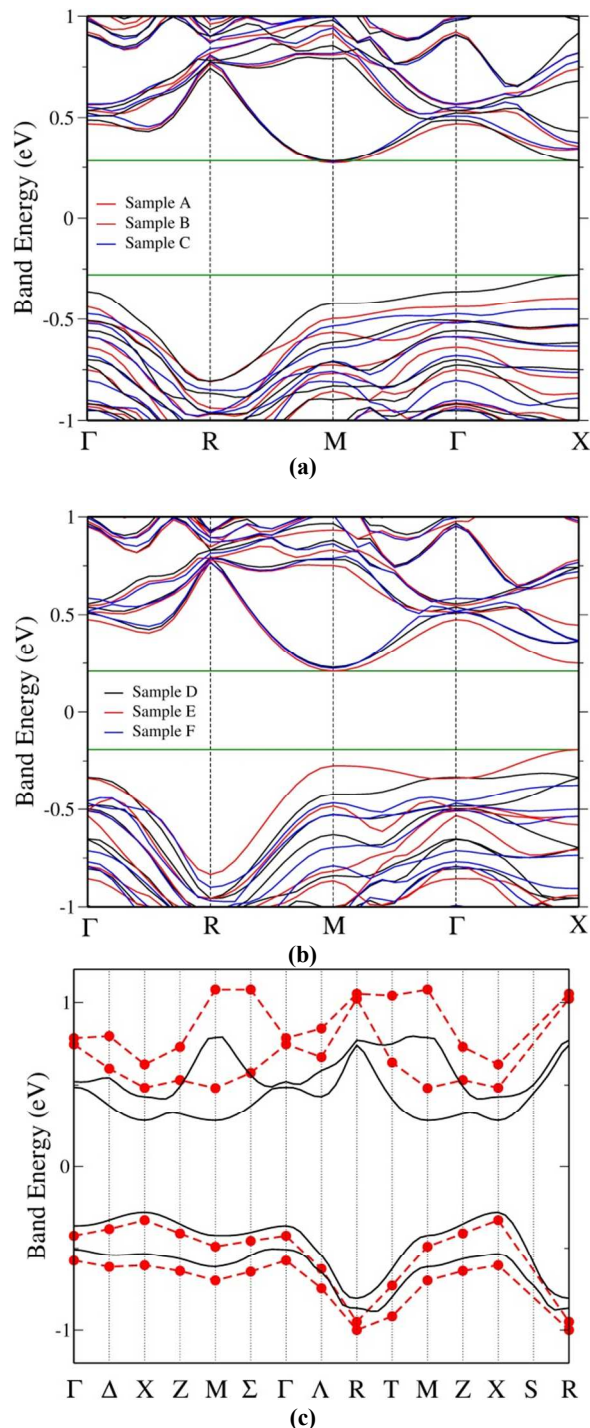 1
0.5
0
-0.5
-1
Band Energy (eV)
Sample A
Sample B
Sample C
Γ R M Γ X
(a)
1
0.5
0
-0.5
-1
Band Energy (eV)
Sample D
Sample E
Sample F
Γ R M Γ X
(b)
1
0
-1
Band Energy (eV)
Γ Δ X Z M Σ Γ Λ R T M Z X S R
(c)